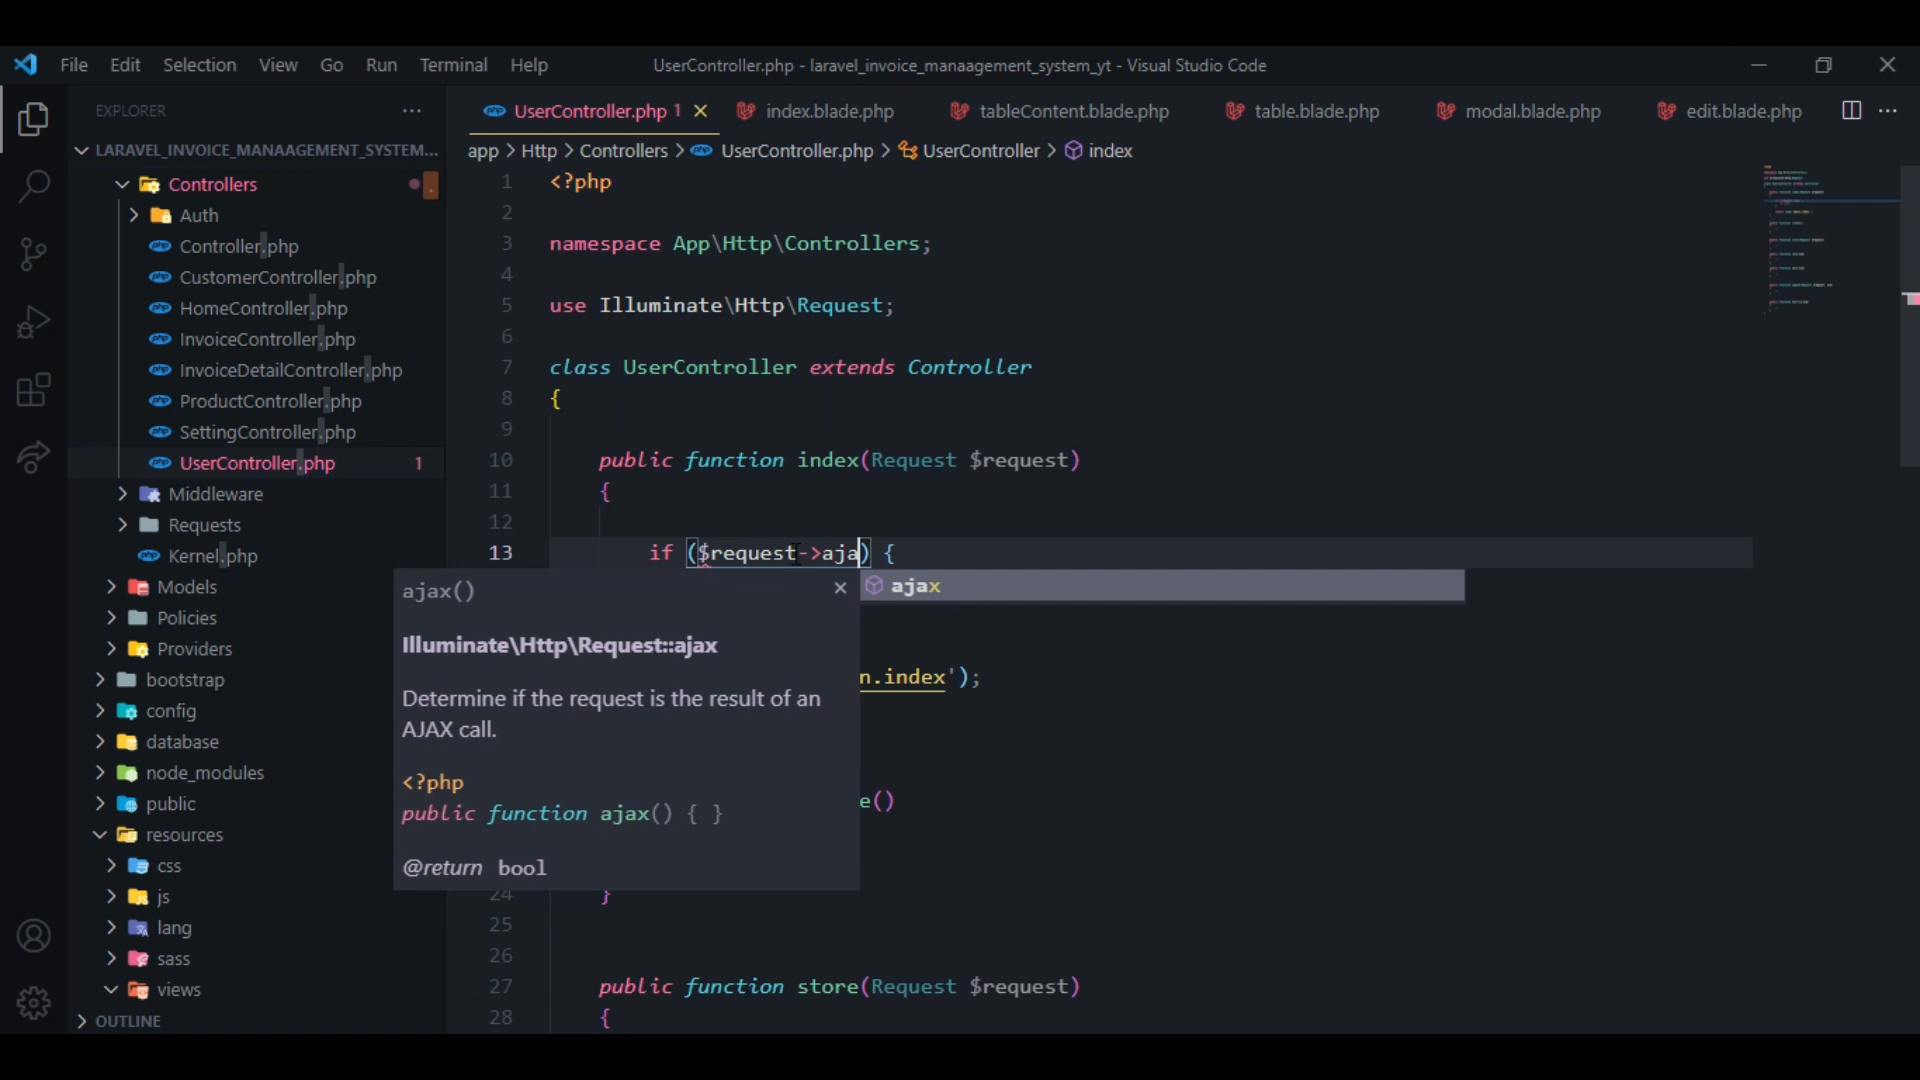 File Edit Selection View Go Run Terminal Help UserController.php - laravel_invoice_manaagement_system_yt - Visual Studio Code
EXPLORER
UserController.php 1 index.blade.php tableContent.blade.php table.blade.php modal.blade.php edit.blade.php
LARAVEL_INVOICE_MANAAGEMENT_SYSTEM...
app > Http > Controllers > UserController.php > UserController > index
Controllers
Auth
Controller.php
CustomerController.php
HomeController.php
InvoiceController.php
InvoiceDetailController.php
ProductController.php
SettingController.php
UserController.php 1
Middleware
Requests
Kernel.php
Models
Policies
Providers
bootstrap
config
database
node_modules
public
resources
css
js
lang
sass
views
OUTLINE
1 <?php
2
3 namespace App\Http\Controllers;
4
5 use Illuminate\Http\Request;
6
7 class UserController extends Controller
8 {
9
10 public function index(Request $request)
11 {
12
13 if ($request->aja) {
ajax
ajax()
Illuminate\Http\Request::ajax
Determine if the request is the result of an
AJAX call.
<?php
public function ajax() { }
@return bool
n.index');
e()
24 }
25
26
27 public function store(Request $request)
28 {